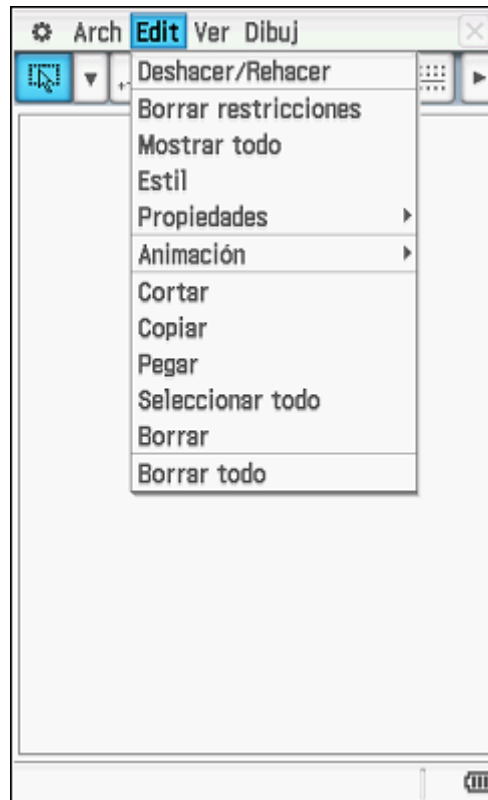 Arch Edit Ver Dibuj
Deshacer/Rehacer
Borrar restricciones
Mostrar todo
Estil
Propiedades
Animación
Cortar
Copiar
Pegar
Seleccionar todo
Borrar
Borrar todo